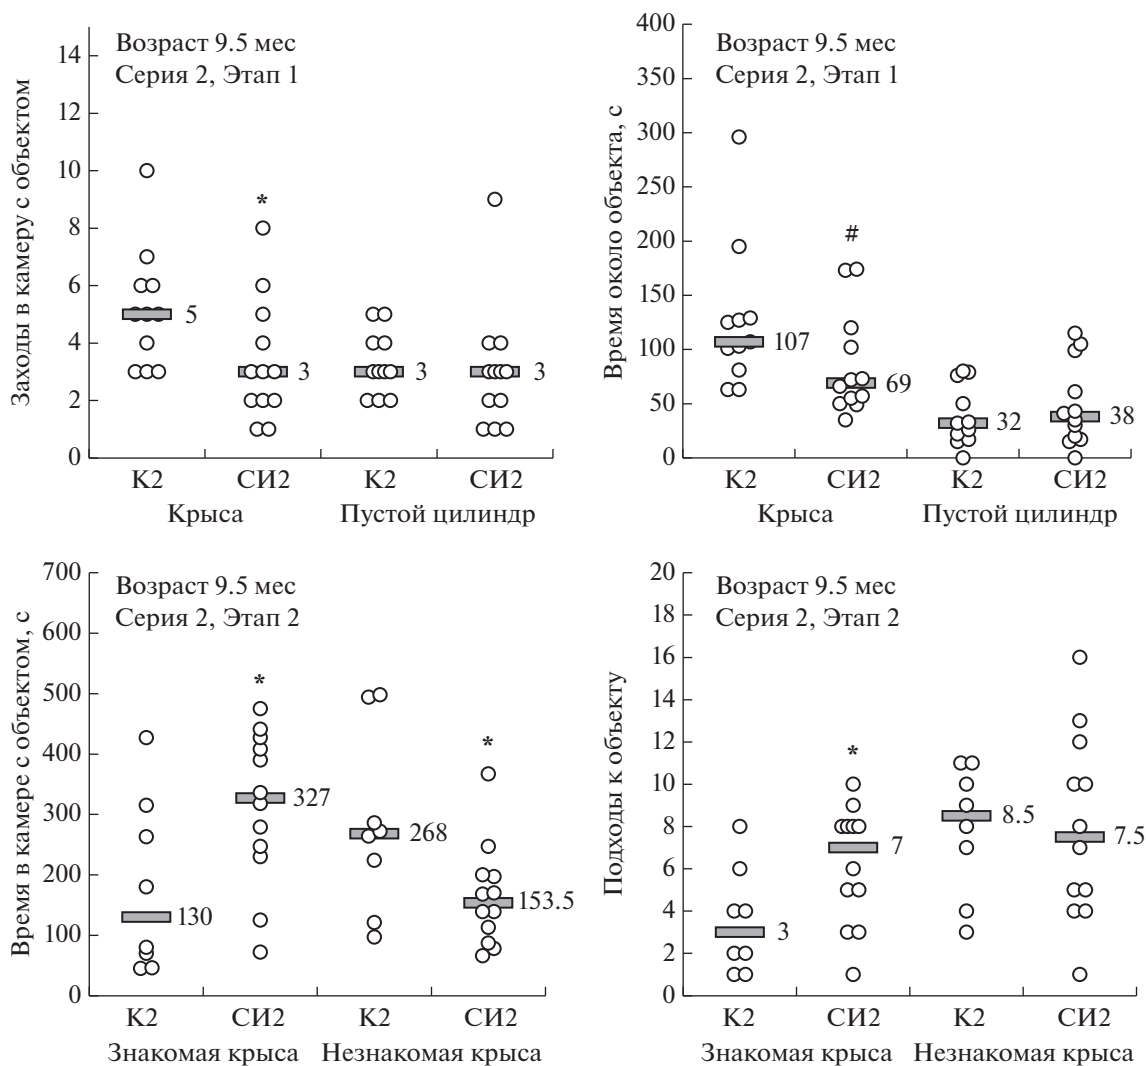 Возраст 9.5 мес
Серия 2, Этап 1
Заходы в камеру с объектом
14
12
10
8
6
4
2
0
*
5
3
3
3
К2
СИ2
К2
СИ2
Крыса
Пустой цилиндр
Возраст 9.5 мес
Серия 2, Этап 1
Время около объекта, с
400
350
300
250
200
150
100
50
0
#
107
69
32
38
К2
СИ2
К2
СИ2
Крыса
Пустой цилиндр
Возраст 9.5 мес
Серия 2, Этап 2
Время в камере с объектом, с
700
600
500
400
300
200
100
0
*
*
130
327
268
153.5
К2
СИ2
К2
СИ2
Знакомая крыса
Незнакомая крыса
Возраст 9.5 мес
Серия 2, Этап 2
Подходы к объекту
20
18
16
14
12
10
8
6
4
2
0
*
3
7
8.5
7.5
К2
СИ2
К2
СИ2
Знакомая крыса
Незнакомая крыса